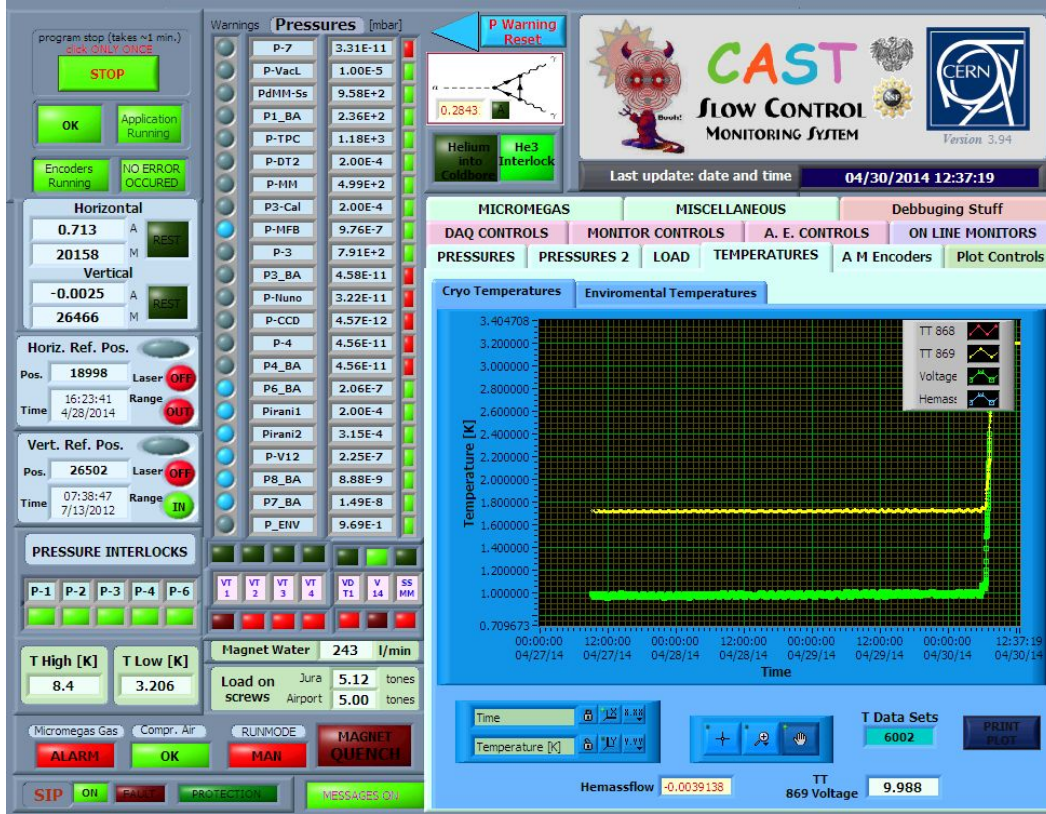 program stop (takes ~1 min.)
click ONLY ONCE
STOP
OK
Application Running
Encoders Running
NO ERROR OCCURED
Horizontal
0.713 A
REST
20158 M
Vertical
-0.0025 A
REST
26466 M
Horiz. Ref. Pos.
Pos. 18998 Laser OFF
Time 16:23:41 4/28/2014 Range OUT
Vert. Ref. Pos.
Pos. 26502 Laser OFF
Time 07:38:47 7/13/2012 Range IN
PRESSURE INTERLOCKS
P-1 P-2 P-3 P-4 P-6
T High [K] T Low [K]
8.4 3.206
Micromegas Gas Compr. Air RUNMODE
ALARM OK MAN
MAGNET QUENCH
SIP ON FAULT PROTECTION MESSAGES ON
Warnings Pressures [mbar]
P-7 3.31E-11
P-VacL 1.00E-5
PdMM-Ss 9.58E+2
P1_BA 2.36E+2
P-TPC 1.18E+3
P-DT2 2.00E-4
P-MM 4.99E+2
P3-Cal 2.00E-4
P-MFB 9.76E-7
P-3 7.91E+2
P3_BA 4.58E-11
P-Nuno 3.22E-11
P-CCD 4.57E-12
P-4 4.56E-11
P4_BA 4.56E-11
P6_BA 2.06E-7
Pirani1 2.00E-4
Pirani2 3.15E-4
P-V12 2.25E-7
P8_BA 8.88E-9
P7_BA 1.49E-8
P_ENV 9.69E-1
VT 1 VT 2 VT 3 VT 4 VD T1 V 14 SS MM
Magnet Water 243 l/min
Load on screws
Jura 5.12 tones
Airport 5.00 tones
P Warning Reset
a γ γ
0.2843 A
Helium into Coldbore
He3 Interlock
CAST
Slow Control
Monitoring System
Booh!
NSF
CERN
Version 3.94
Last update: date and time 04/30/2014 12:37:19
MICROMEGAS MISCELLANEOUS Debbuging Stuff
DAQ CONTROLS MONITOR CONTROLS A. E. CONTROLS ON LINE MONITORS
PRESSURES PRESSURES 2 LOAD TEMPERATURES A M Encoders Plot Controls
Cryo Temperatures Enviromental Temperatures
3.404708
3.200000
3.000000
2.800000
2.600000
2.400000
2.200000
2.000000
1.800000
1.600000
1.400000
1.200000
1.000000
0.709673
Temperature [K]
TT 868
TT 869
Voltage
Hemass
00:00:00 12:00:00 00:00:00 12:00:00 00:00:00 12:00:00 00:00:00 12:37:19
04/27/14 04/27/14 04/28/14 04/28/14 04/29/14 04/29/14 04/30/14 04/30/14
Time
Time X X.XX
Temperature [K] Y Y.YY
T Data Sets
6002
PRINT PLOT
Hemassflow -0.0039138
TT 869 Voltage 9.988